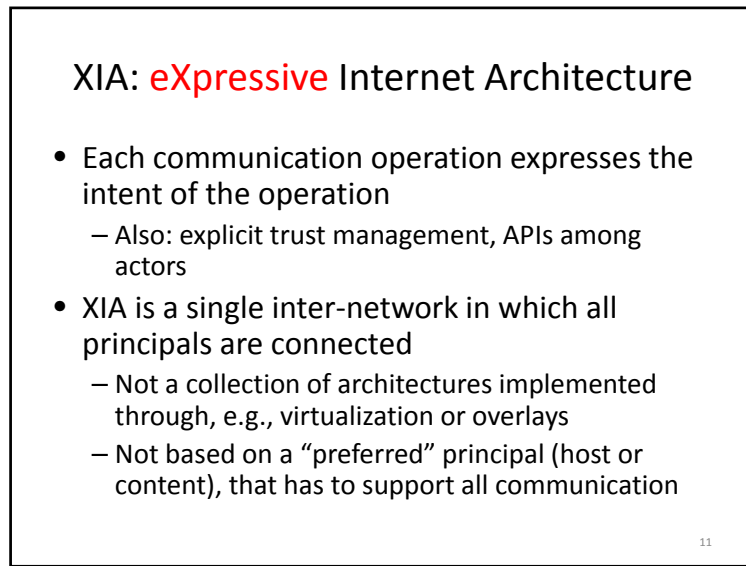 XIA: eXpressive Internet Architecture
• Each communication operation expresses the
intent of the operation
– Also: explicit trust management, APIs among
actors
• XIA is a single inter-network in which all
principals are connected
– Not a collection of architectures implemented
through, e.g., virtualization or overlays
– Not based on a “preferred” principal (host or
content), that has to support all communication
11